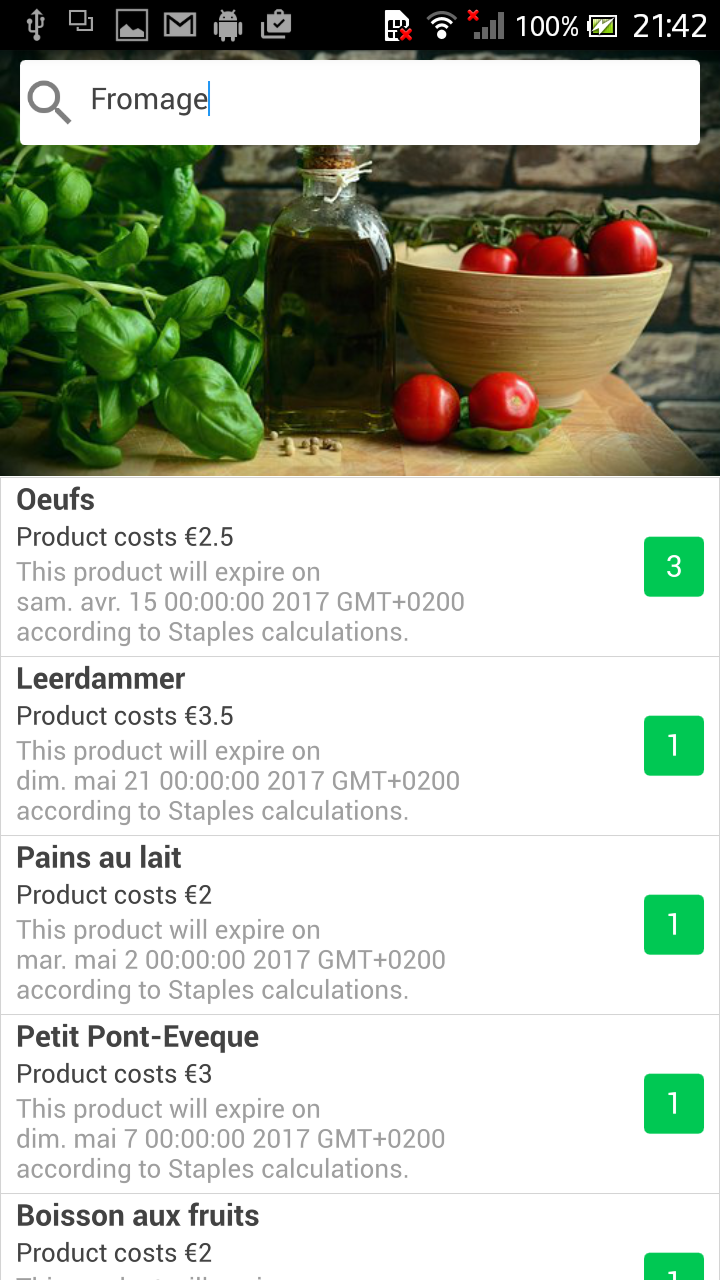 100% 21:42
Fromage
Oeufs
Product costs €2.5
This product will expire on
sam. avr. 15 00:00:00 2017 GMT+0200
according to Staples calculations.
3
Leerdammer
Product costs €3.5
This product will expire on
dim. mai 21 00:00:00 2017 GMT+0200
according to Staples calculations.
1
Pains au lait
Product costs €2
This product will expire on
mar. mai 2 00:00:00 2017 GMT+0200
according to Staples calculations.
1
Petit Pont-Eveque
Product costs €3
This product will expire on
dim. mai 7 00:00:00 2017 GMT+0200
according to Staples calculations.
1
Boisson aux fruits
Product costs €2